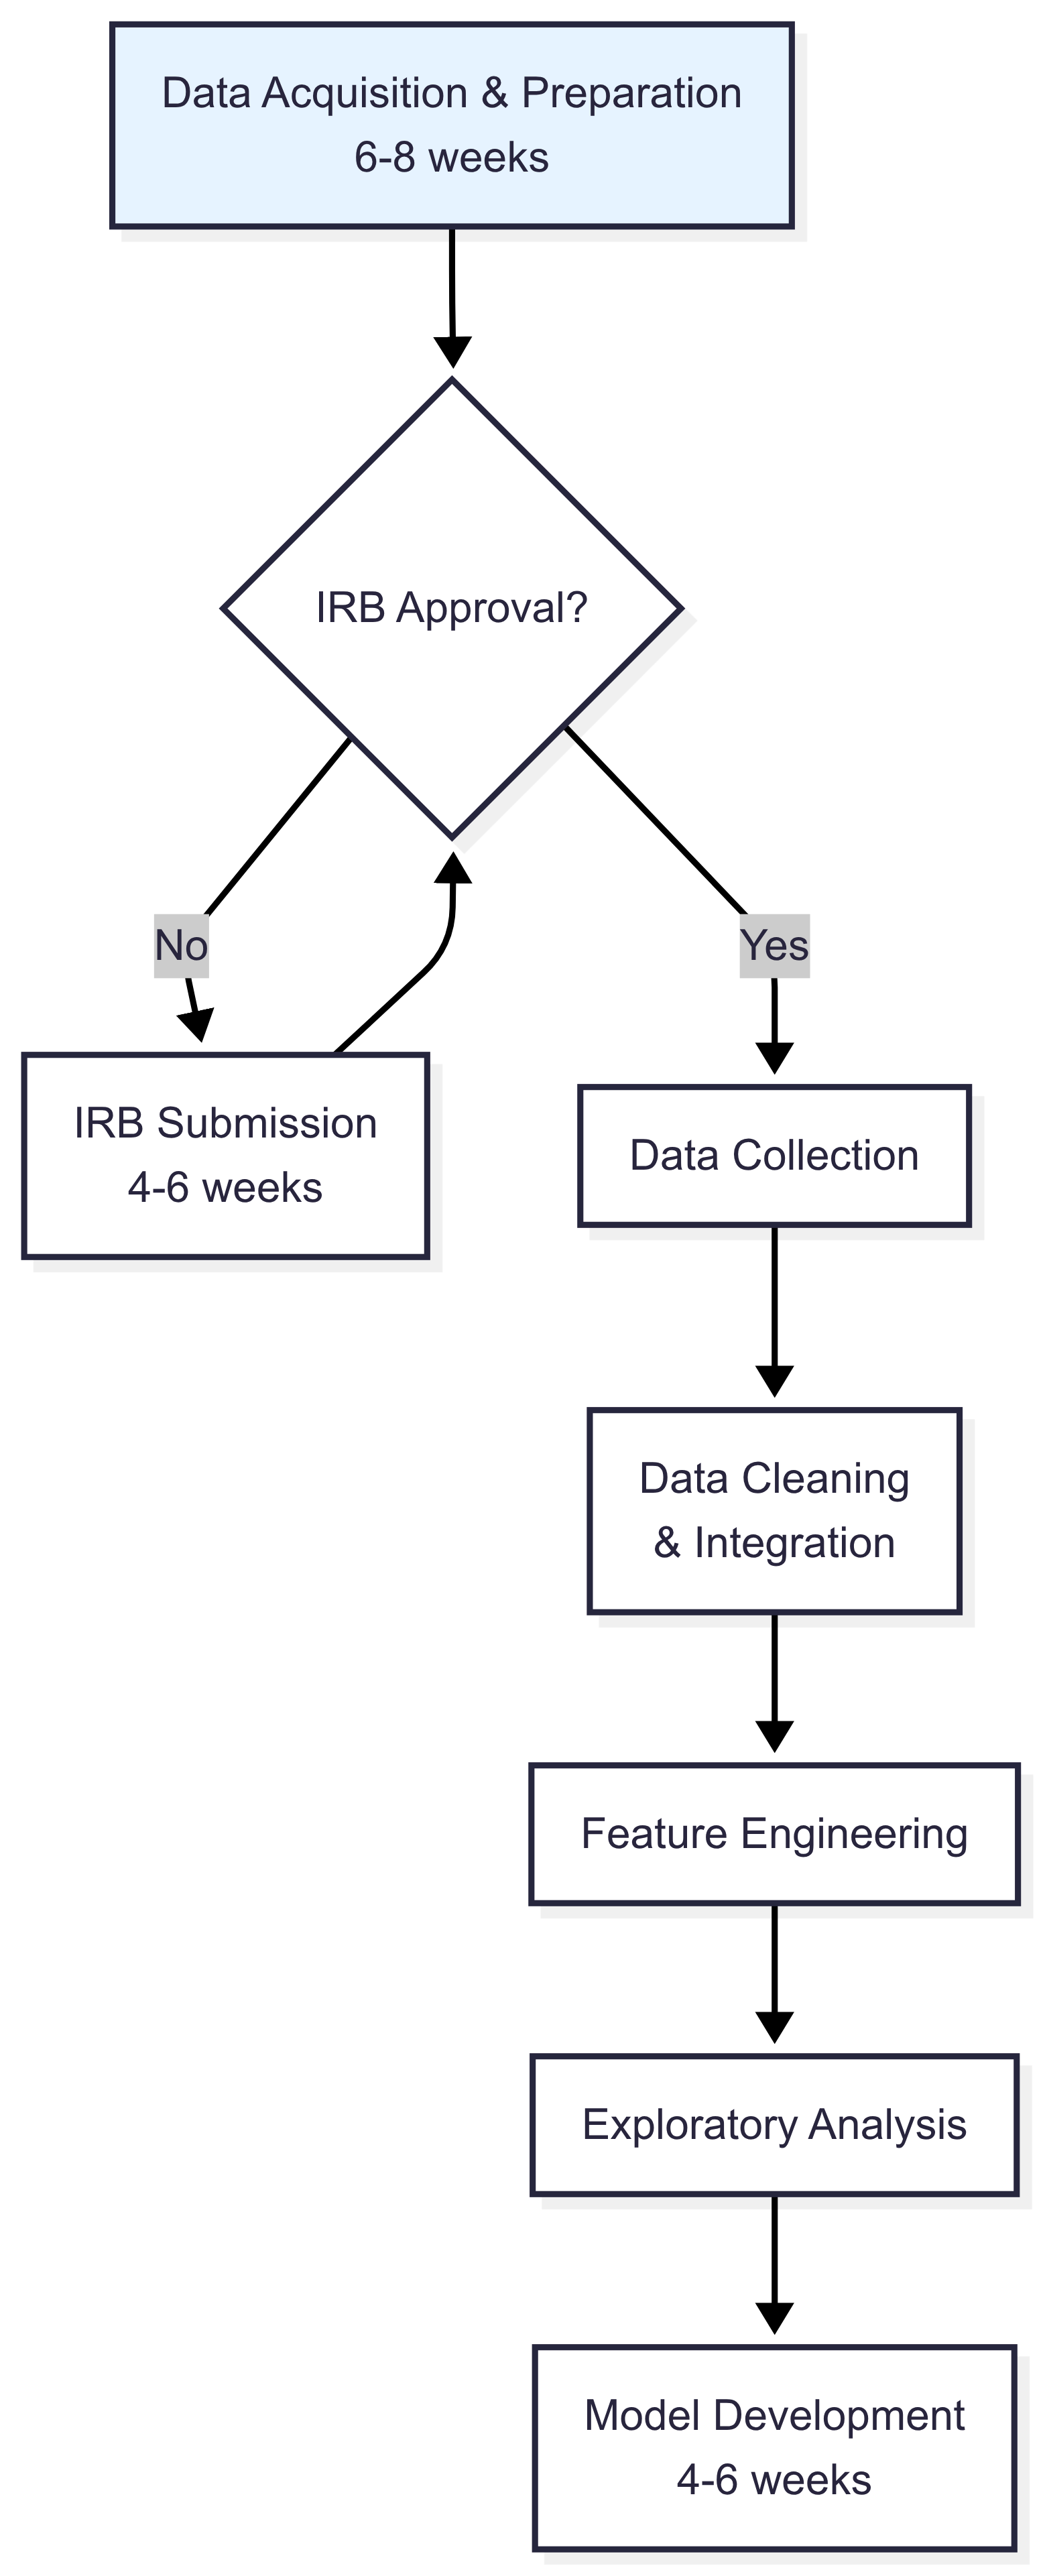 Data Acquisition & Preparation
6-8 weeks
IRB Approval?
No
Yes
IRB Submission
4-6 weeks
Data Collection
Data Cleaning
& Integration
Feature Engineering
Exploratory Analysis
Model Development
4-6 weeks